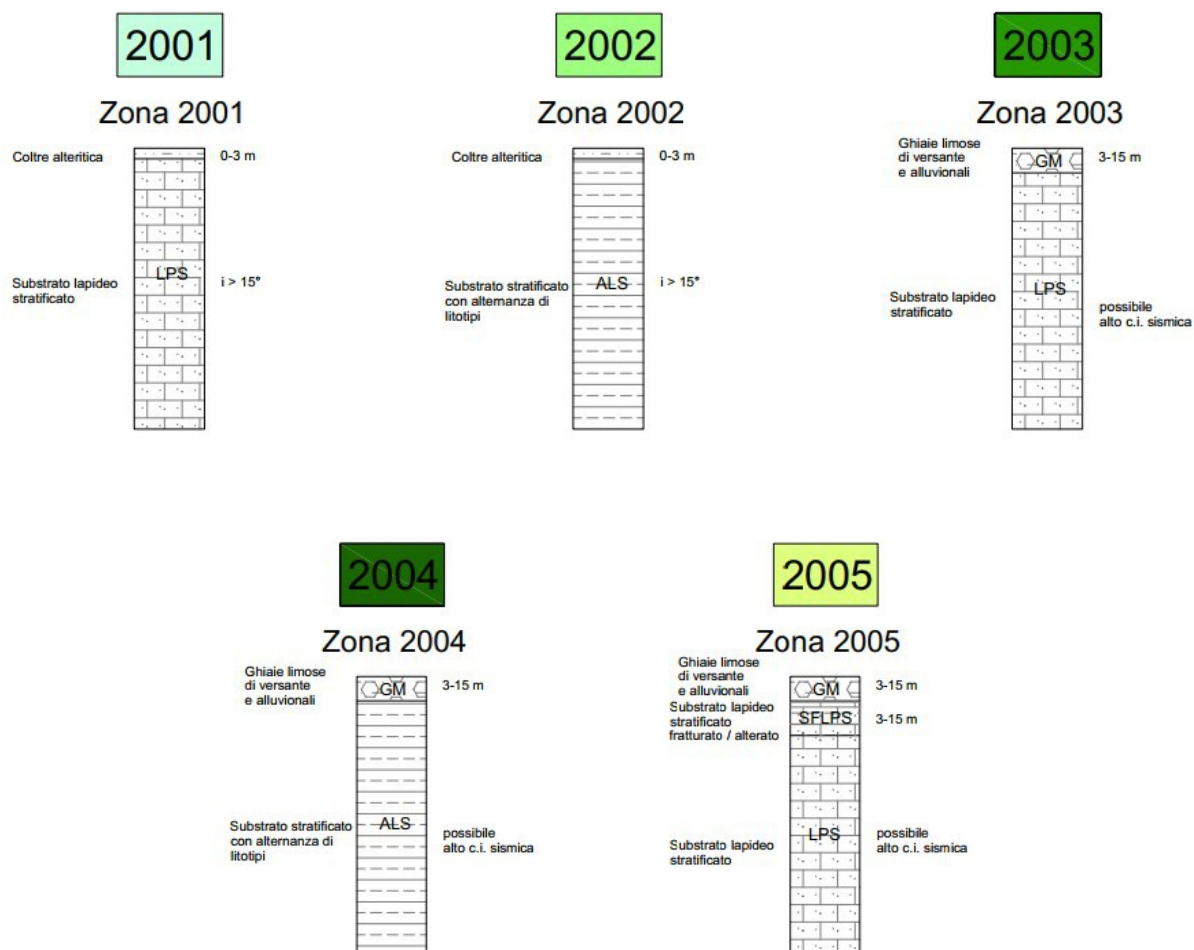 2001
Zona 2001
Coltre alteritica
0-3 m
LPS
Substrato lapideo
stratificato
i > 15°
2002
Zona 2002
Coltre alteritica
0-3 m
ALS
Substrato stratificato
con alternanza di
litotipi
i > 15°
2003
Zona 2003
Ghiaie limose
di versante
e alluvionali
GM
3-15 m
LPS
Substrato lapideo
stratificato
possibile
alto c.i. sismica
2004
Zona 2004
Ghiaie limose
di versante
e alluvionali
GM
3-15 m
Substrato stratificato
con alternanza di
litotipi
ALS
possibile
alto c.i. sismica
2005
Zona 2005
Ghiaie limose
di versante
e alluvionali
GM
3-15 m
Substrato lapideo
stratificato
fratturato / alterato
SFLPS
3-15 m
LPS
Substrato lapideo
stratificato
possibile
alto c.i. sismica